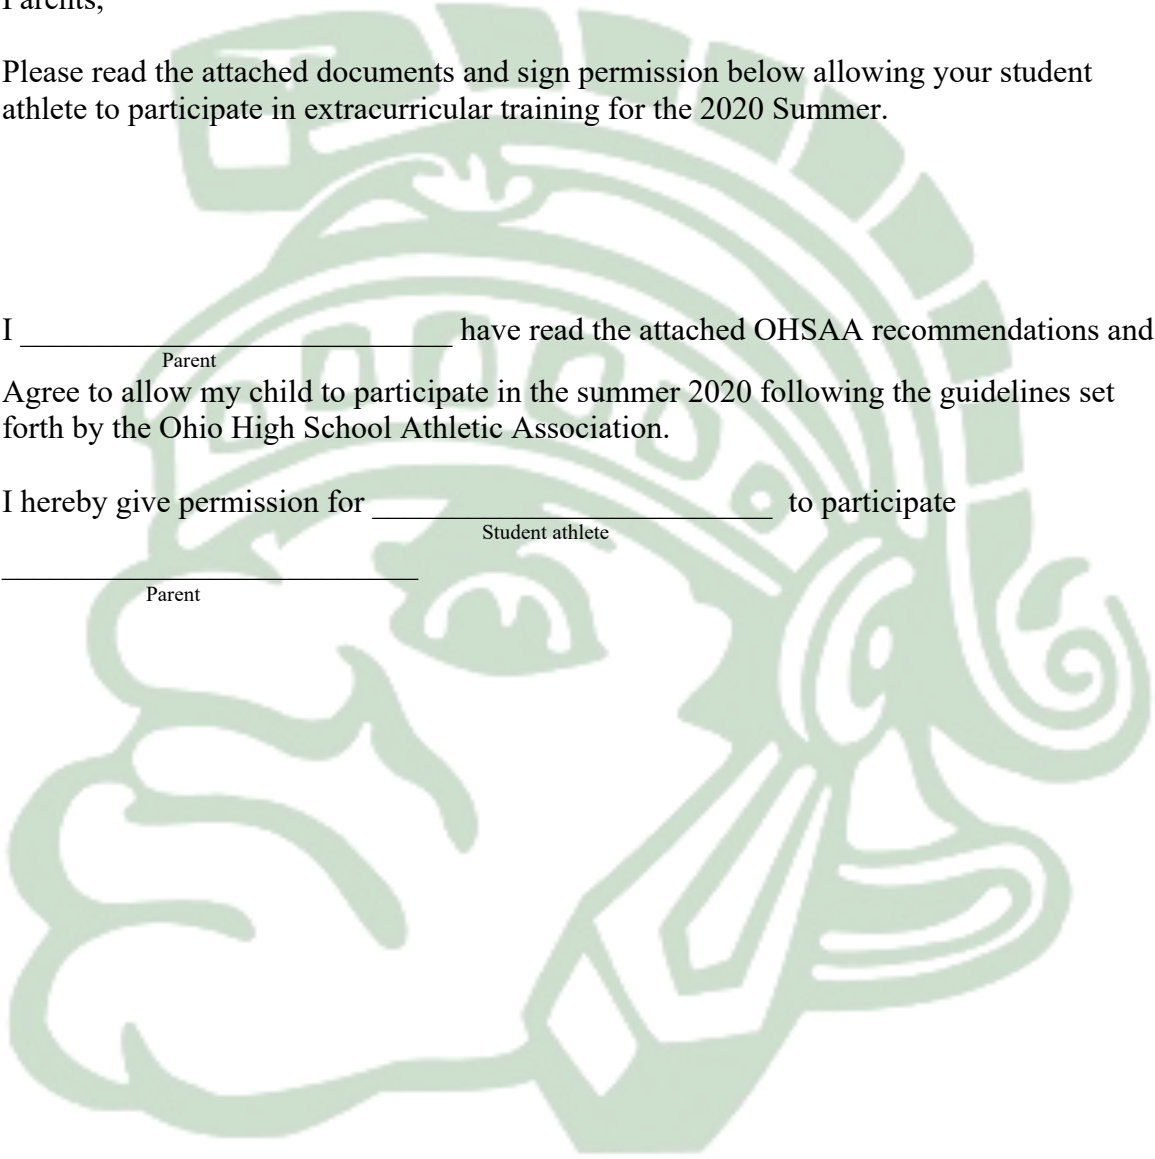 Parents,
Please read the attached documents and sign permission below allowing your student
athlete to participate in extracurricular training for the 2020 Summer.
I ___________________________ have read the attached OHSAA recommendations and
Parent
Agree to allow my child to participate in the summer 2020 following the guidelines set
forth by the Ohio High School Athletic Association.
I hereby give permission for _________________________ to participate
Student athlete
__________________________
Parent